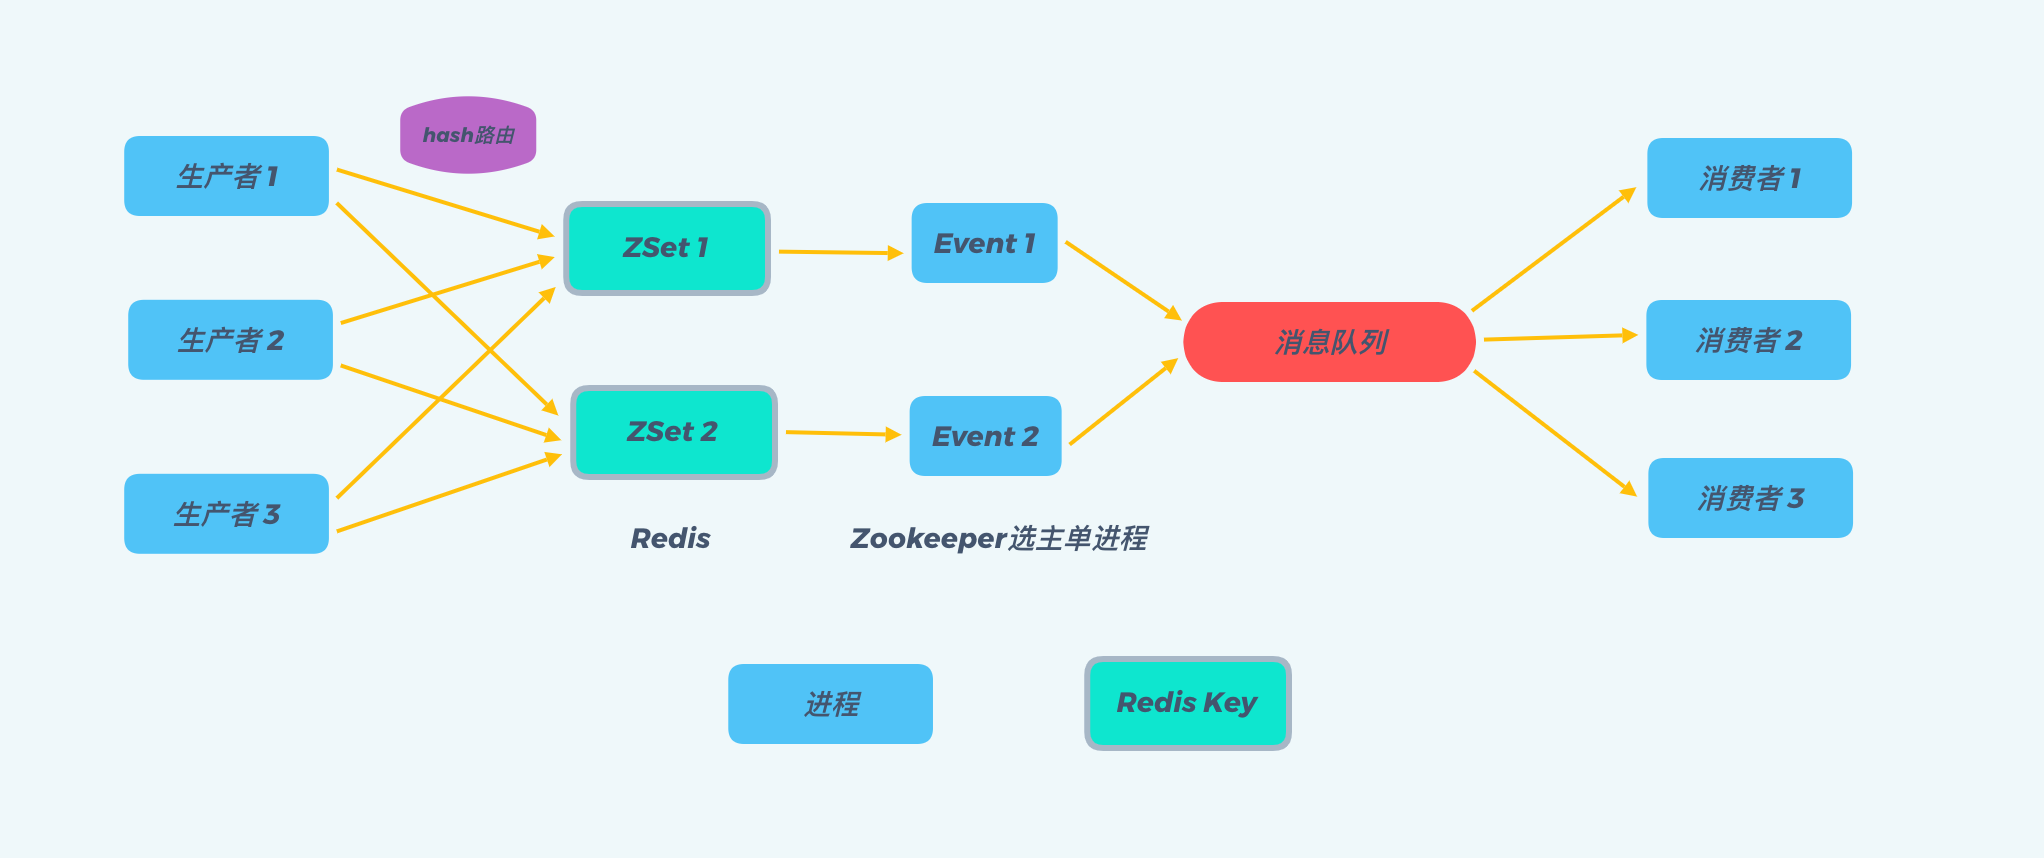 hash路由
生产者 1
生产者 2
生产者 3
ZSet 1
ZSet 2
Redis
Event 1
Event 2
Zookeeper选主单进程
消息队列
消费者 1
消费者 2
消费者 3
进程
Redis Key